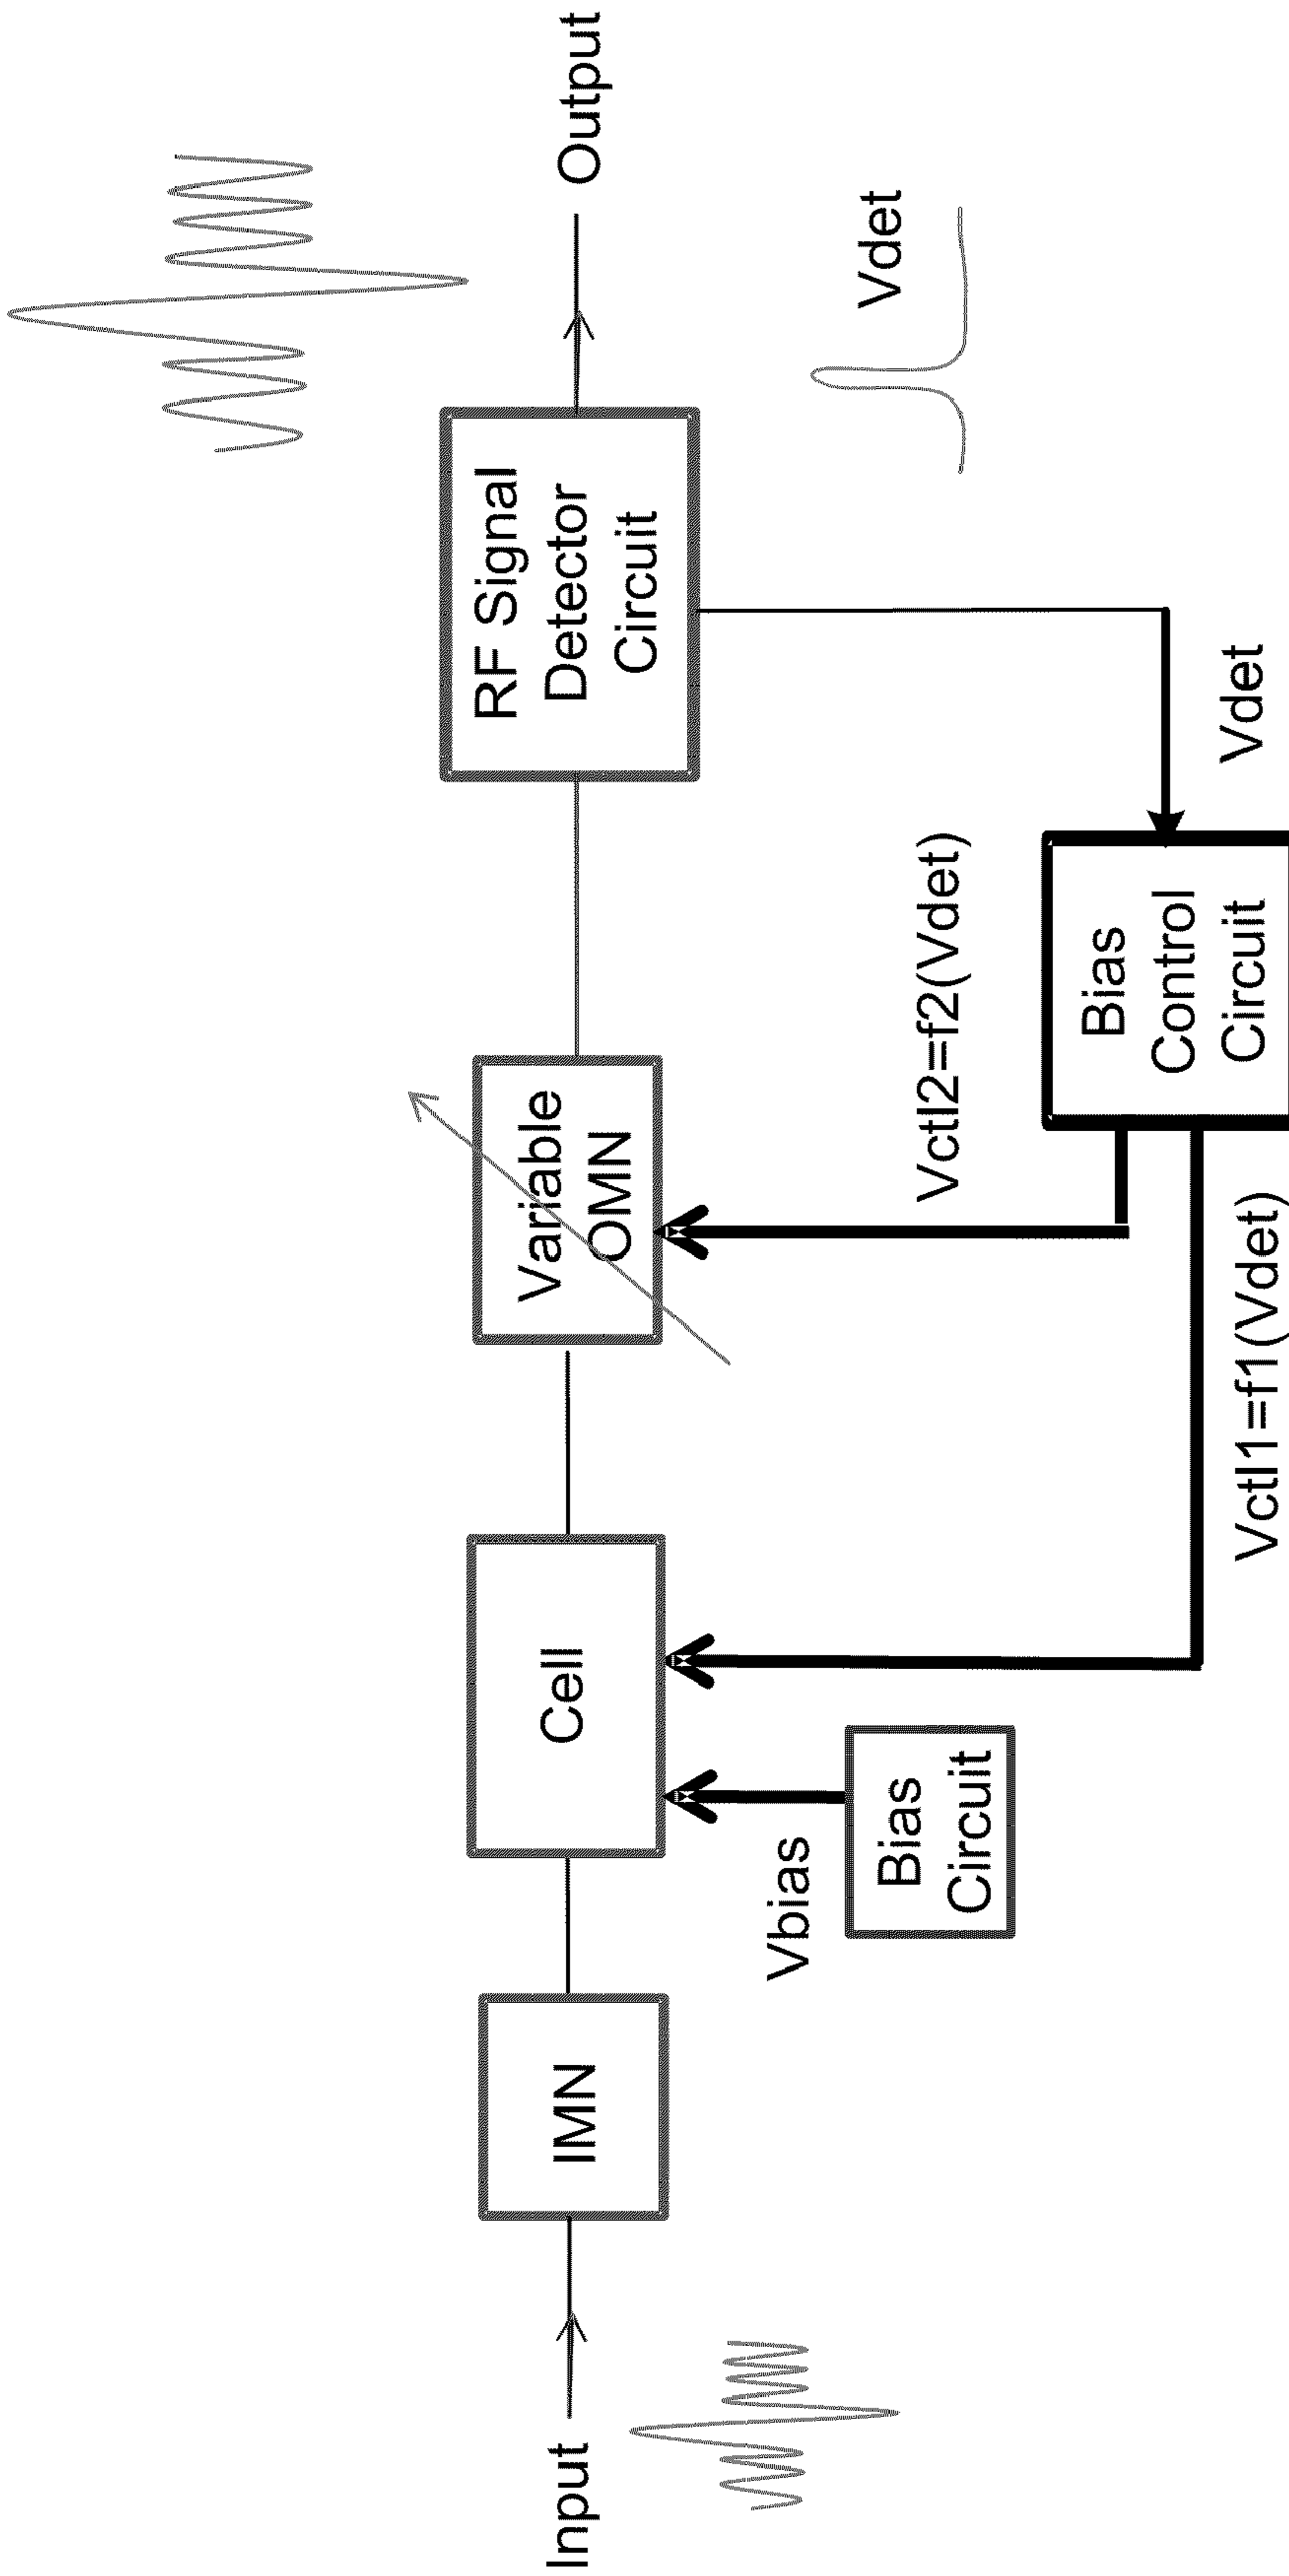 Input
IMN
Cell
Variable
OMN
RF Signal
Detector
Circuit
Output
Vbias
Bias
Circuit
Vctl1=f1(Vdet)
Vctl2=f2(Vdet)
Bias
Control
Circuit
Vdet
Vdet